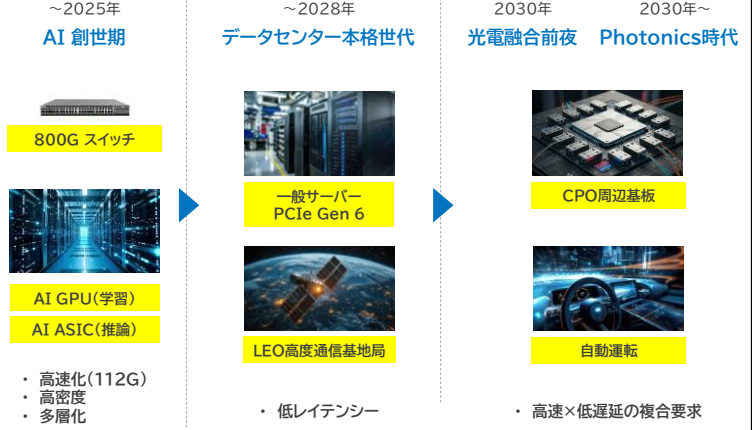 ~2025年
AI 創世期
800G スイッチ
AI GPU(学習)
AI ASIC(推論)
・ 高速化(112G)
・ 高密度
・ 多層化
~2028年
データセンター本格世代
一般サーバー
PCIe Gen 6
LEO高度通信基地局
・ 低レイテンシー
2030年
光電融合前夜
2030年~
Photonics時代
CPO周辺基板
自動運転
・ 高速×低遅延の複合要求